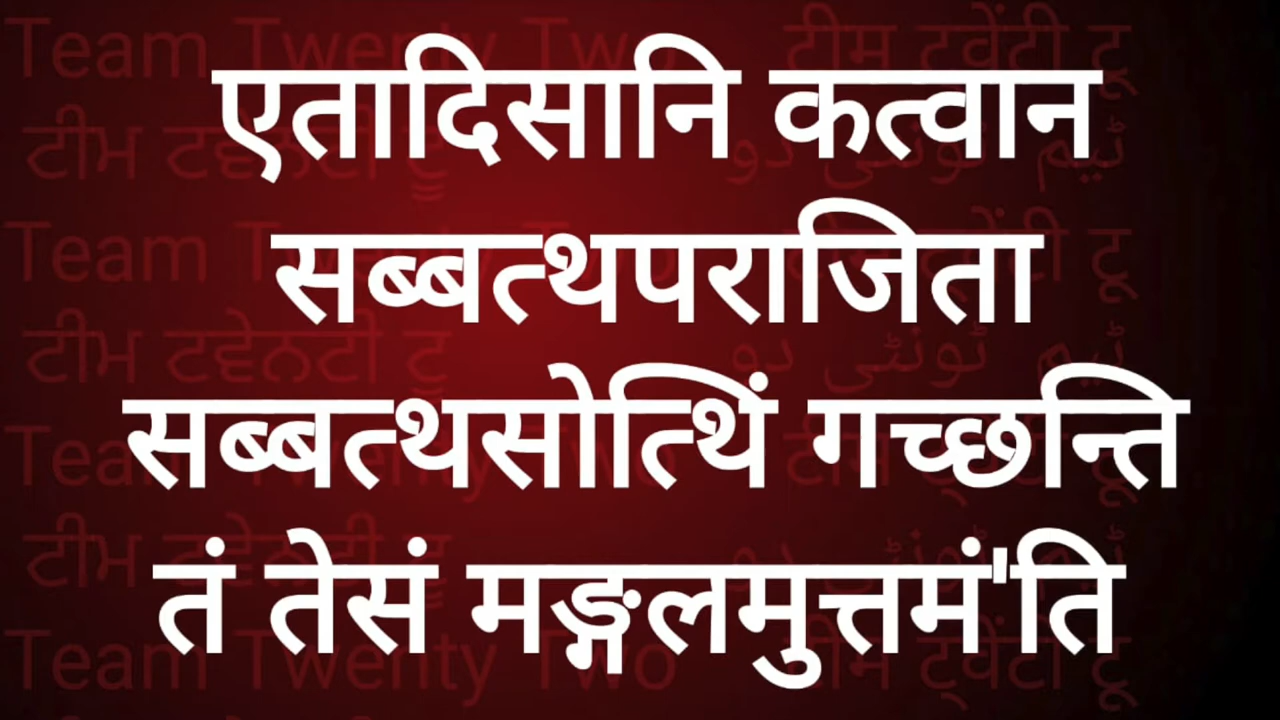 एतादिसानि कत्वान
सब्बत्थपराजिता
सब्बत्थसोत्थिं गच्छन्ति
तं तेसं मङ्गलमुत्तमं'ति